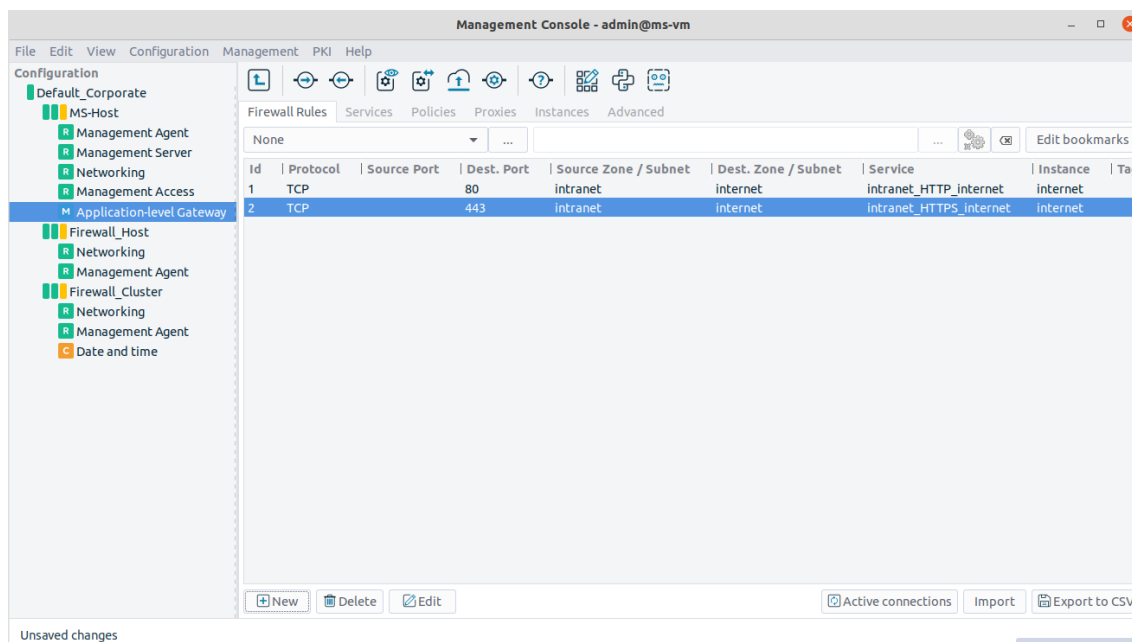 Management Console - admin@ms-vm
File Edit View Configuration Management PKI Help
Configuration
Default_Corporate
MS-Host
R Management Agent
R Management Server
R Networking
R Management Access
M Application-level Gateway
Firewall_Host
R Networking
R Management Agent
Firewall_Cluster
R Networking
R Management Agent
C Date and time
Firewall Rules Services Policies Proxies Instances Advanced
None ... ... Edit bookmarks
Id Protocol Source Port Dest. Port Source Zone / Subnet Dest. Zone / Subnet Service Instance Ta
1 TCP 80 intranet internet intranet_HTTP_internet internet
2 TCP 443 intranet internet intranet_HTTPS_internet internet
New Delete Edit Active connections Import Export to CSV
Unsaved changes